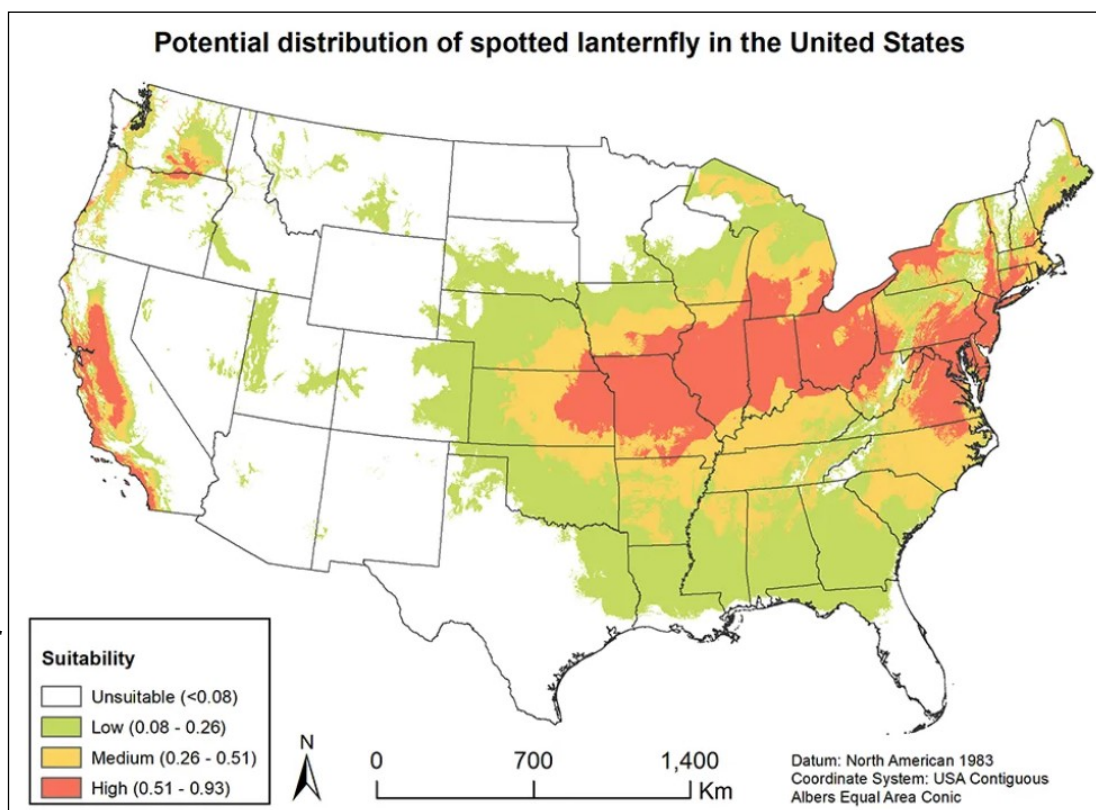 Potential distribution of spotted lanternfly in the United States
Suitability
Unsuitable (<0.08)
Low (0.08 - 0.26)
Medium (0.26 - 0.51)
High (0.51 - 0.93)
N
0 700 1,400
Km
Datum: North American 1983
Coordinate System: USA Contiguous
Albers Equal Area Conic